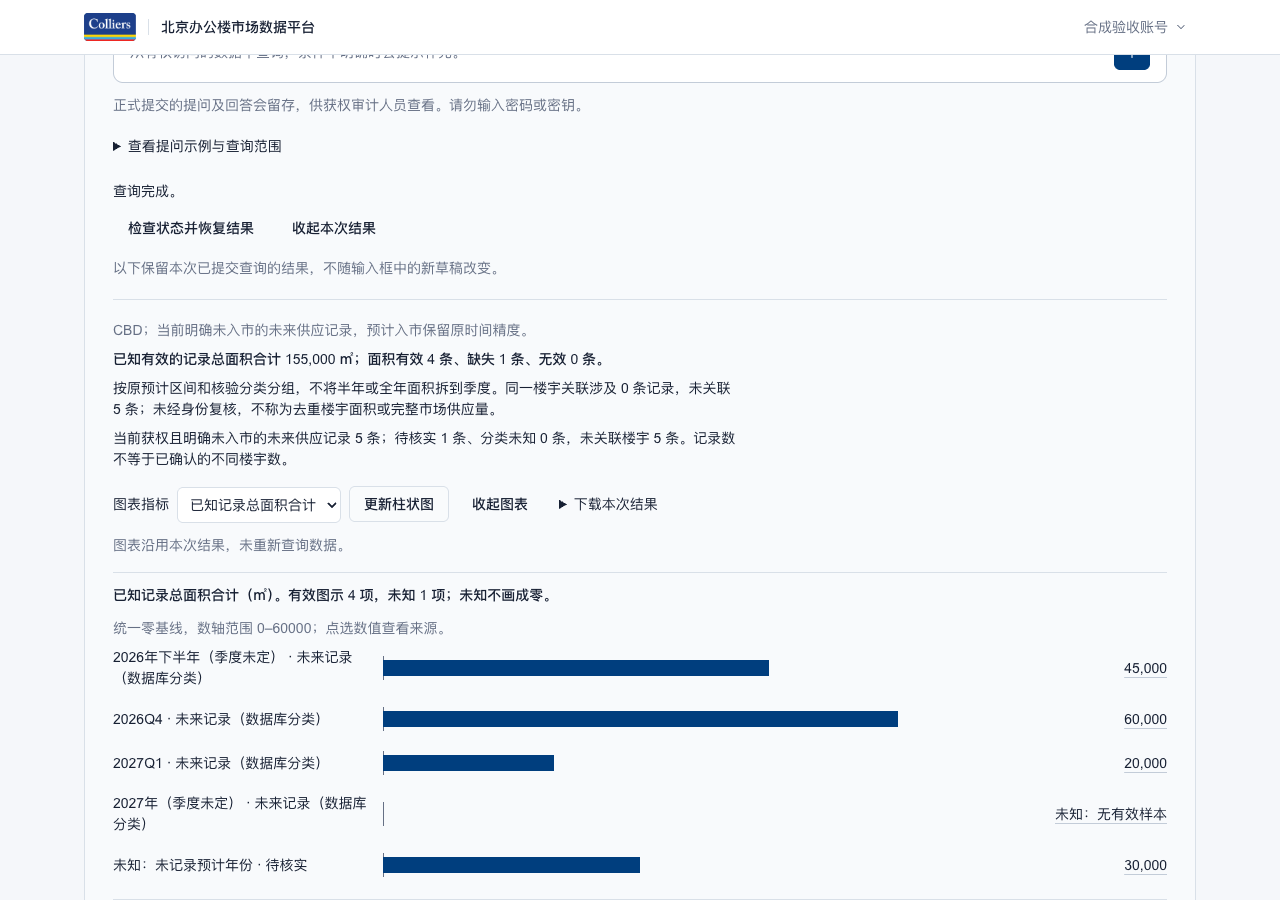 Colliers
北京办公楼市场数据平台
合成验收账号
正式提交的提问及回答会留存，供获权审计人员查看。请勿输入密码或密钥。
查看提问示例与查询范围
查询完成。
检查状态并恢复结果 收起本次结果
以下保留本次已提交查询的结果，不随输入框中的新草稿改变。
CBD；当前明确未入市的未来供应记录，预计入市保留原时间精度。
已知有效的记录总面积合计 155,000 ㎡；面积有效 4 条、缺失 1 条、无效 0 条。
按原预计区间和核验分类分组，不将半年或全年面积拆到季度。同一楼宇关联涉及 0 条记录，未关联
5 条；未经身份复核，不称为去重楼宇面积或完整市场供应量。
当前获权且明确未入市的未来供应记录 5 条；待核实 1 条、分类未知 0 条，未关联楼宇 5 条。记录数
不等于已确认的不同楼宇数。
图表指标 已知记录总面积合计 更新柱状图 收起图表 下载本次结果
图表沿用本次结果，未重新查询数据。
已知记录总面积合计（㎡）。有效图示 4 项，未知 1 项；未知不画成零。
统一零基线，数轴范围 0–60000；点选数值查看来源。
2026年下半年（季度未定） · 未来记录
（数据库分类）
45,000
2026Q4 · 未来记录（数据库分类）
60,000
2027Q1 · 未来记录（数据库分类）
20,000
2027年（季度未定） · 未来记录（数据库
分类）
未知：无有效样本
未知：未记录预计年份 · 待核实
30,000